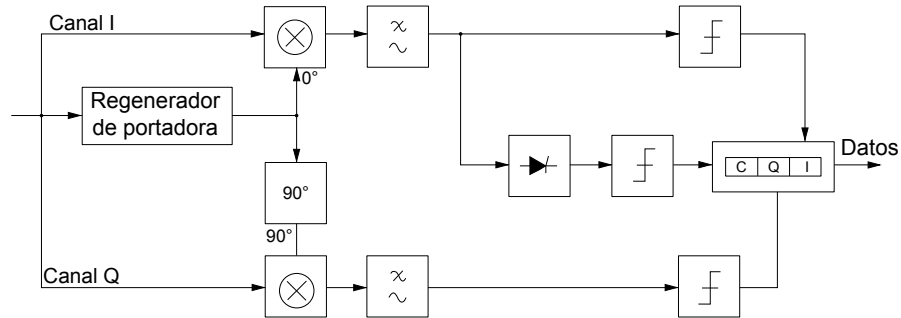 Canal I
0°
Regenerador
de portadora
Datos
C Q I
90°
90°
Canal Q